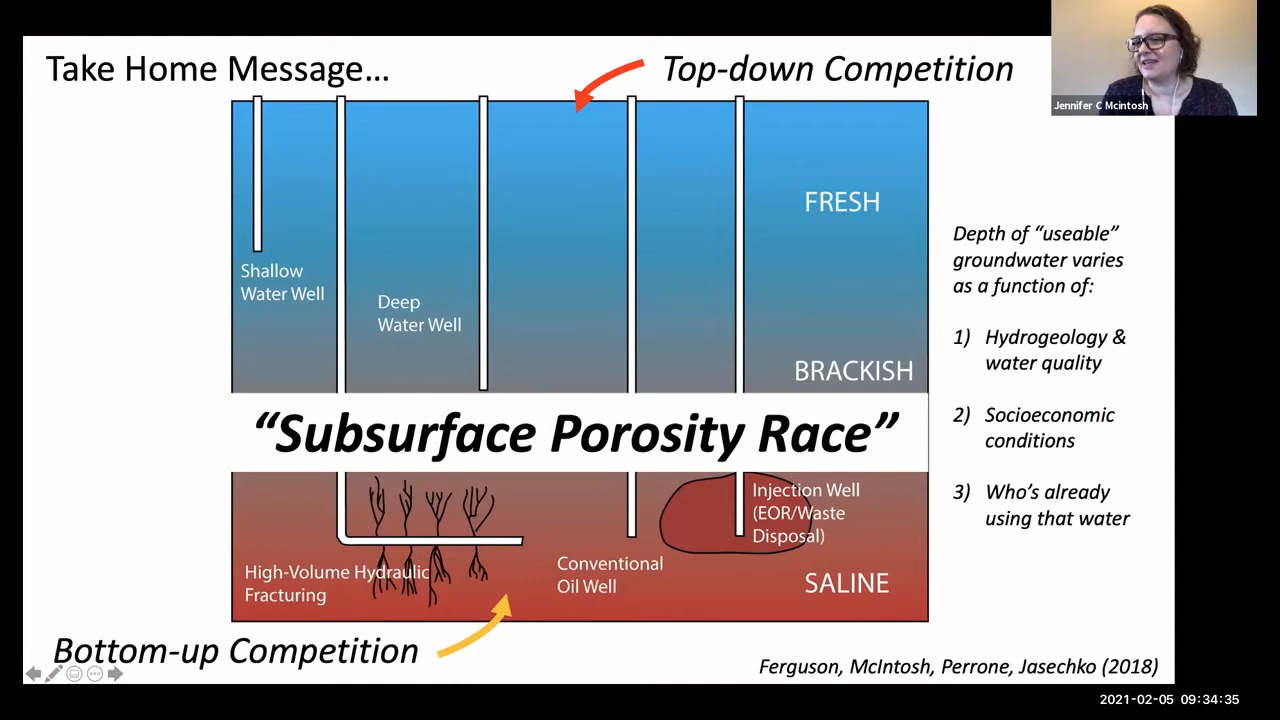 Take Home Message…
Top-down Competition
Jennifer C Mcintosh
FRESH
Shallow
Water Well
Deep
Water Well
BRACKISH
Depth of “useable”
groundwater varies
as a function of:
1) Hydrogeology &
water quality
2) Socioeconomic
conditions
3) Who’s already
using that water
“Subsurface Porosity Race”
Injection Well
(EOR/Waste
Disposal)
High-Volume Hydraulic
Fracturing
Conventional
Oil Well
SALINE
Bottom-up Competition
Ferguson, McIntosh, Perrone, Jasechko (2018)
2021-02-05 09:34:35